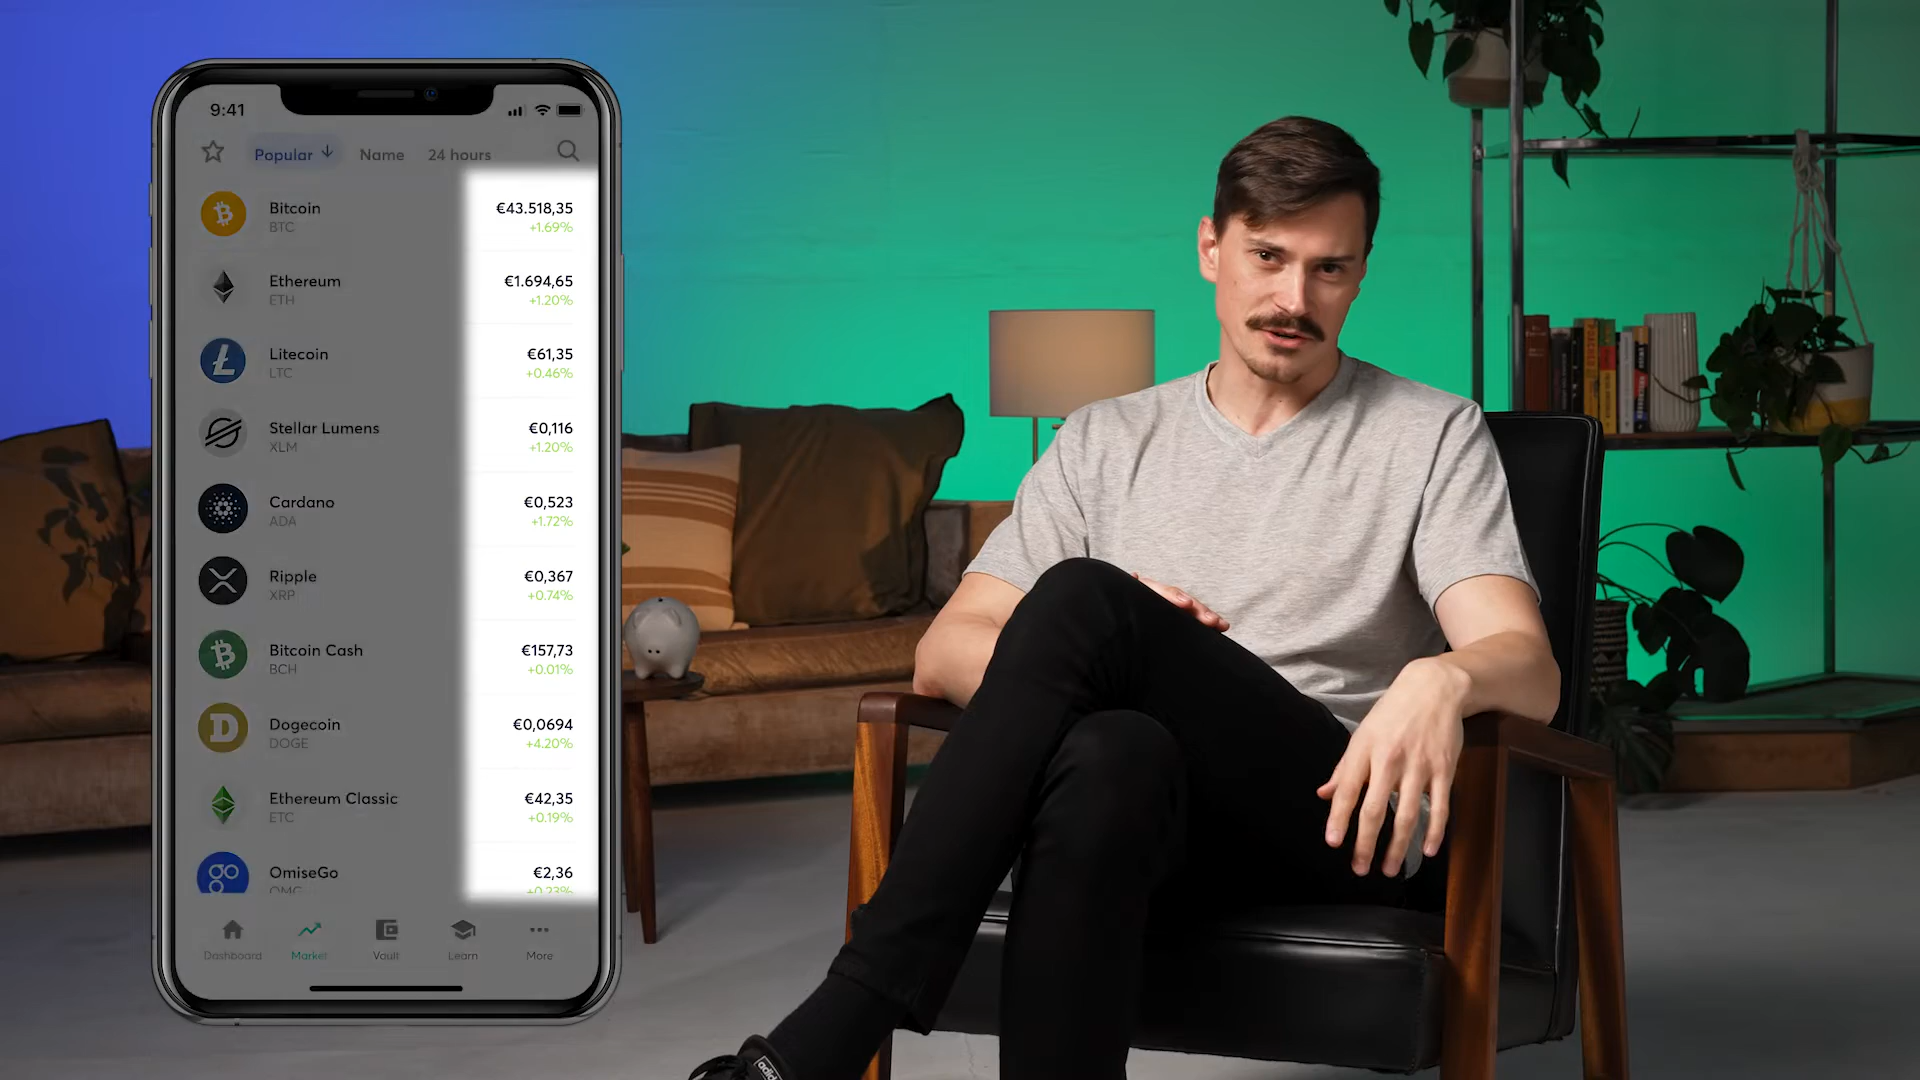 9:41
Popular ↓ Name 24 hours
Bitcoin €43.518,35
BTC +1.69%
Ethereum €1.694,65
ETH +1.20%
Litecoin €61,35
LTC +0.46%
Stellar Lumens €0,116
XLM +1.20%
Cardano €0,523
ADA +1.72%
Ripple €0,367
XRP +0.74%
Bitcoin Cash €157,73
BCH +0.01%
Dogecoin €0,0694
DOGE +4.20%
Ethereum Classic €42,35
ETC +0.19%
OmiseGo €2,36
OMG +0.23%
Dashboard Market Vault Learn More